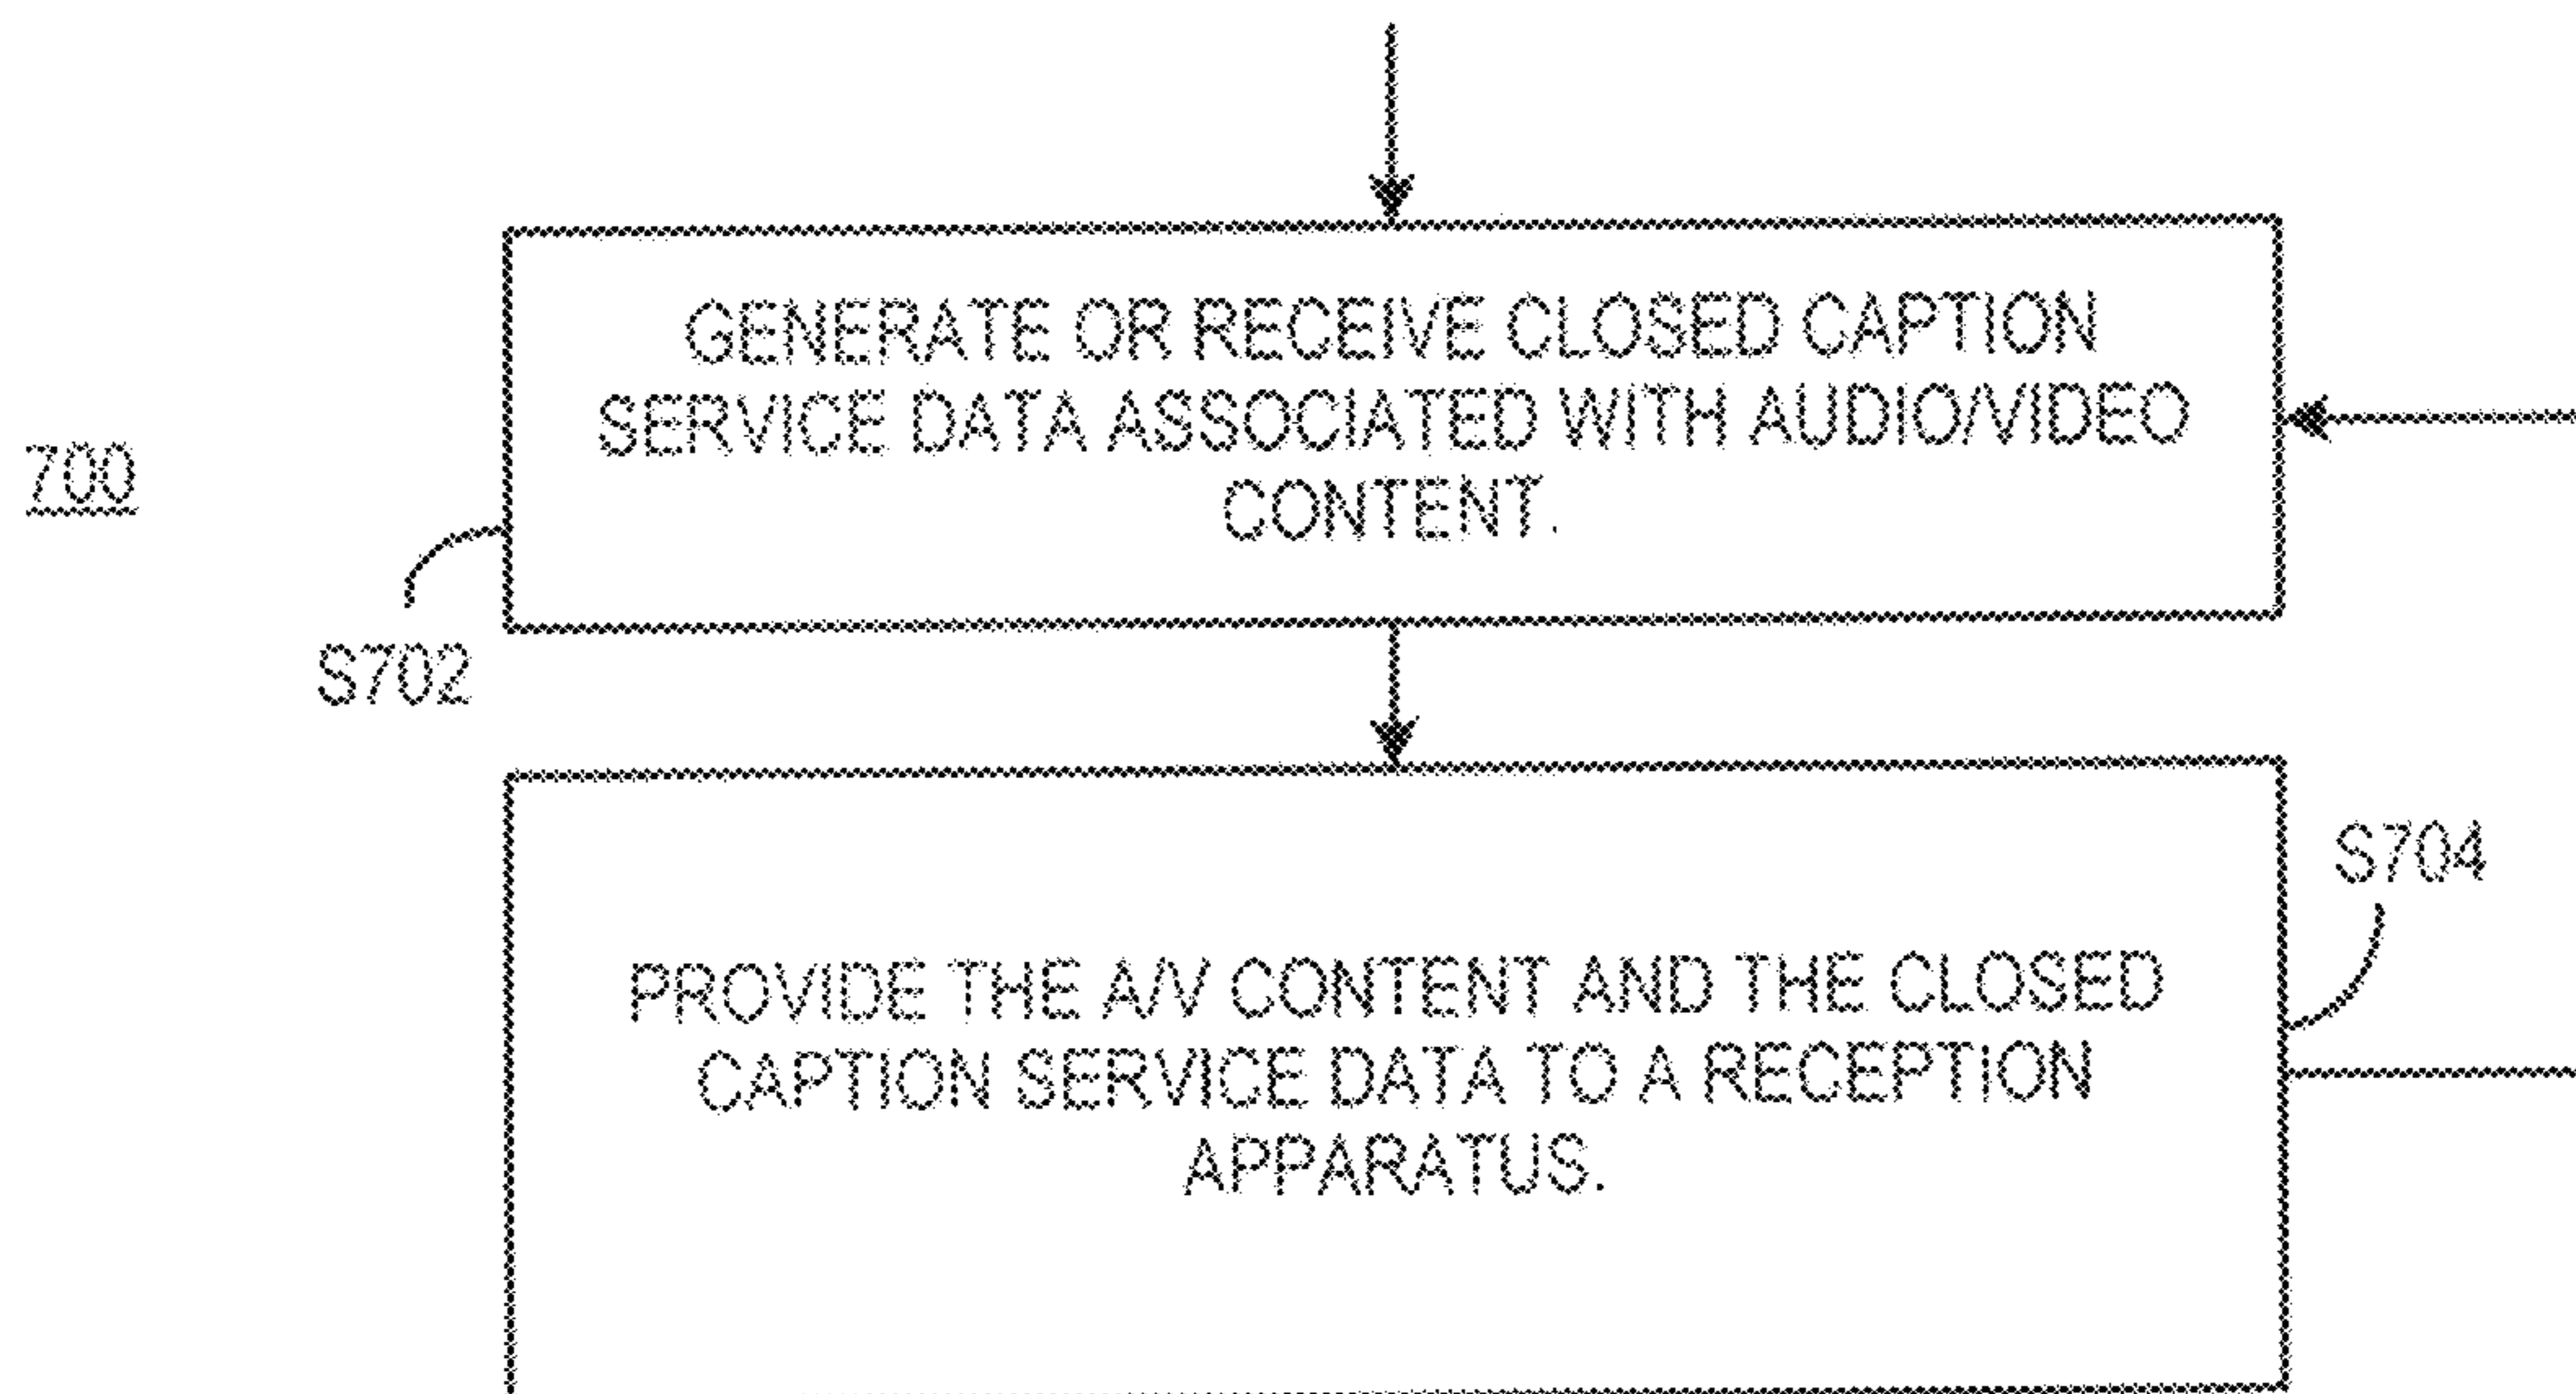 GENERATE OR RECEIVE CLOSED CAPTION
SERVICE DATA ASSOCIATED WITH AUDIO/VIDEO
CONTENT.
700
S702
S704
PROVIDE THE A/V CONTENT AND THE CLOSED
CAPTION SERVICE DATA TO A RECEPTION
APPARATUS.